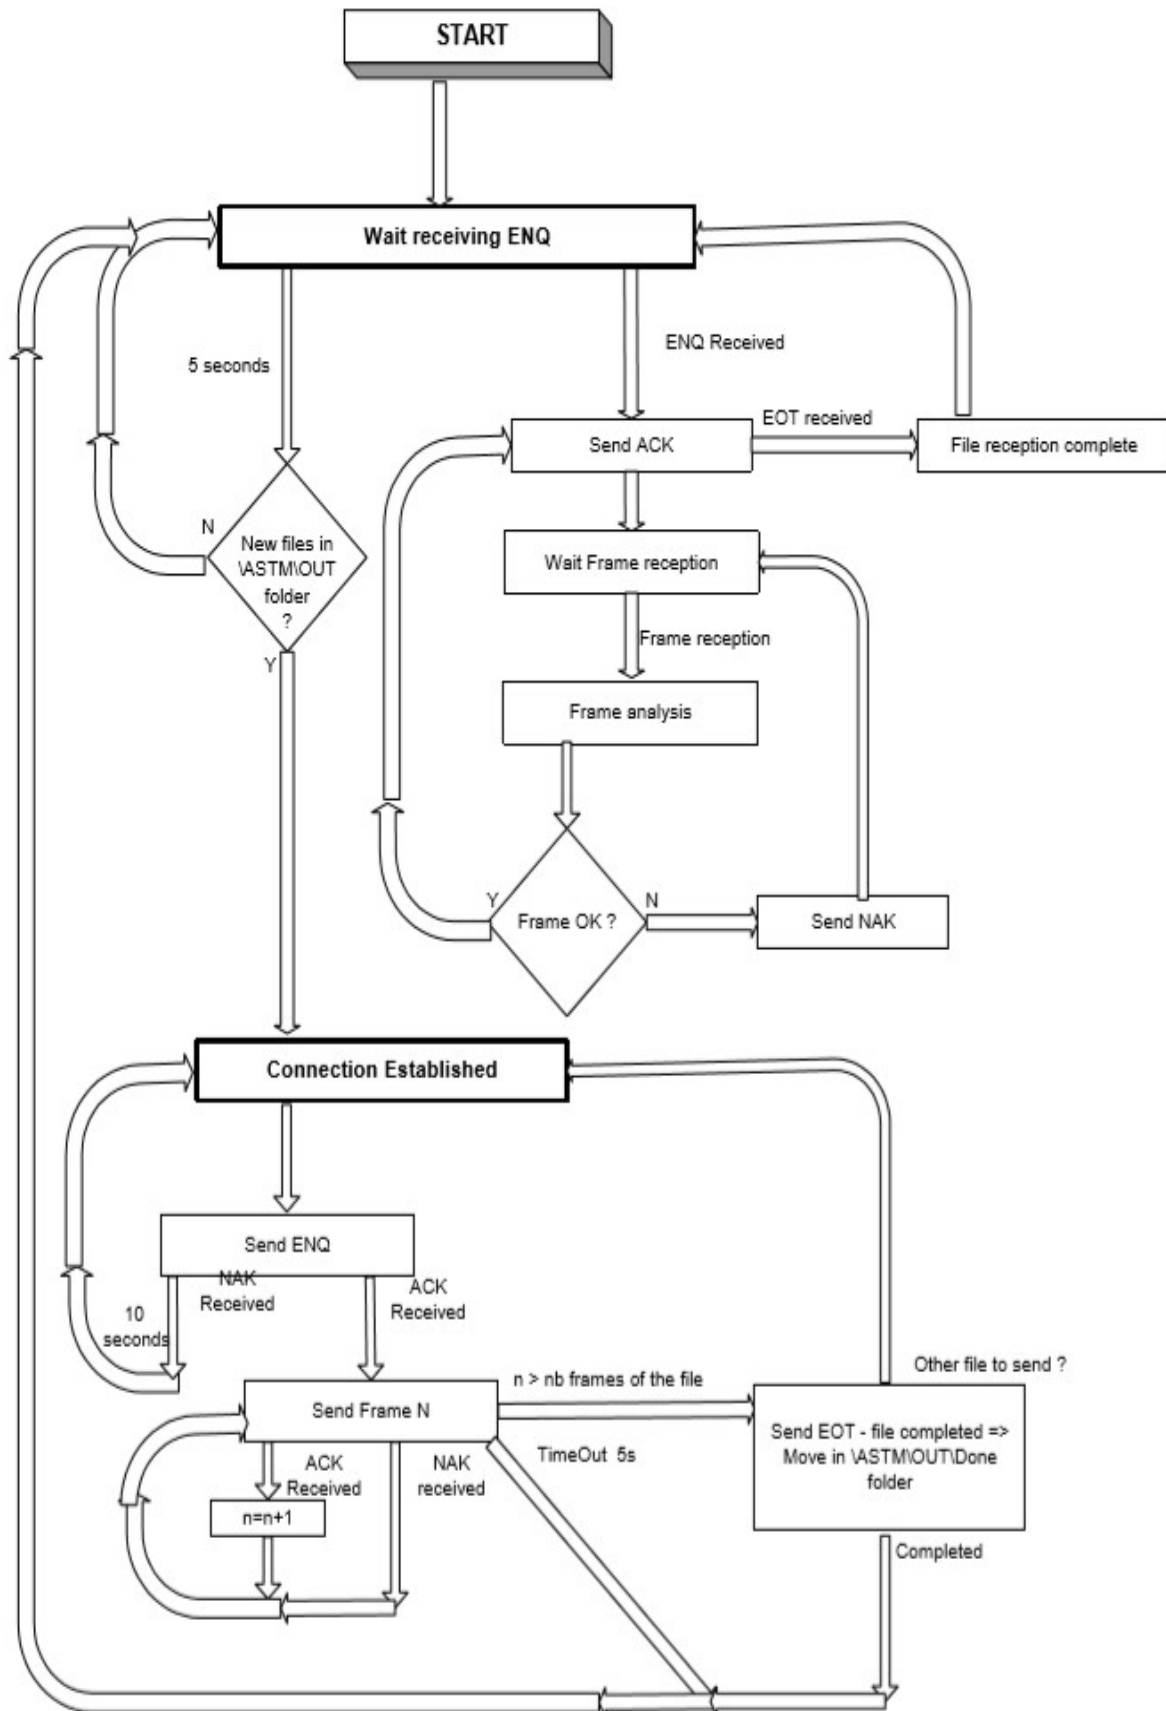 START
Wait receiving ENQ
5 seconds
ENQ Received
Send ACK
EOT received
File reception complete
N
New files in
\ASTM\OUT
folder
?
Y
Wait Frame reception
Frame reception
Frame analysis
Y
Frame OK ?
N
Send NAK
Connection Established
Send ENQ
NAK
Received
ACK
Received
10
seconds
Send Frame N
n > nb frames of the file
Other file to send ?
TimeOut 5s
Send EOT - file completed =>
Move in \ASTM\OUT\Done
folder
ACK
Received
NAK
received
n=n+1
Completed